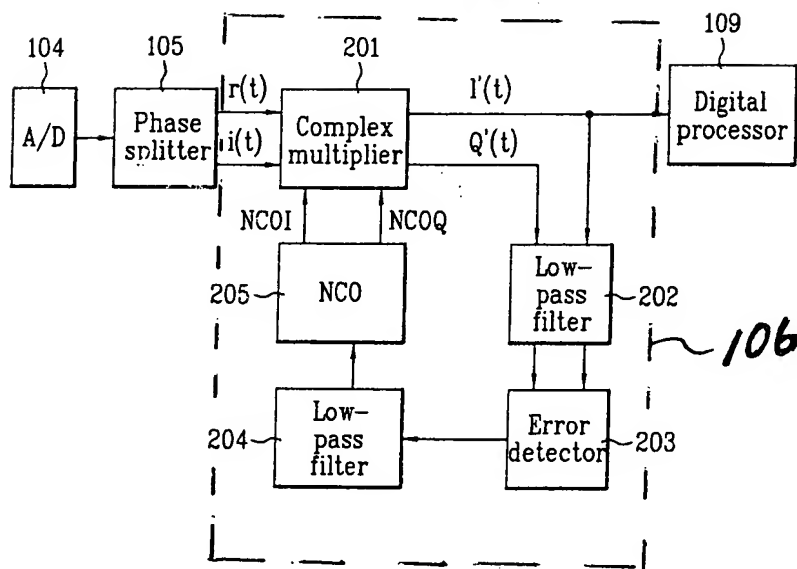 104
105
201
109
A/D
Phase
splitter
r(t)
i(t)
Complex
multiplier
I'(t)
Q'(t)
Digital
processor
NCOI
NCOQ
205
NCO
Low-
pass
filter
202
106
204
Low-
pass
filter
Error
detector
203